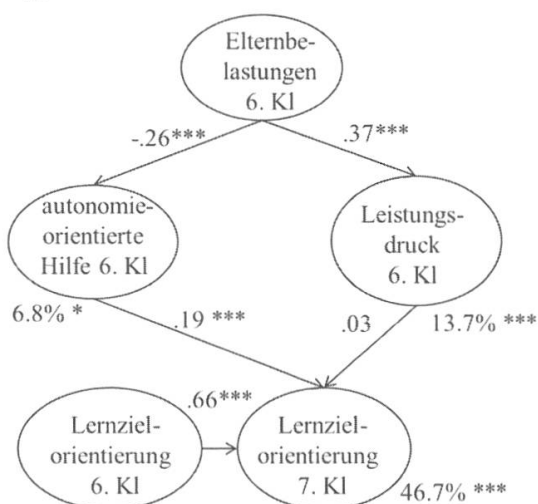 Elternbe-
lastungen
6. Kl
-.26***
.37***
autonomie-
orientierte
Hilfe 6. Kl
Leistungs-
druck
6. Kl
6.8% *
.19 ***
.03
13.7% ***
.66***
Lernziel-
orientierung
6. Kl
Lernziel-
orientierung
7. Kl
46.7% ***